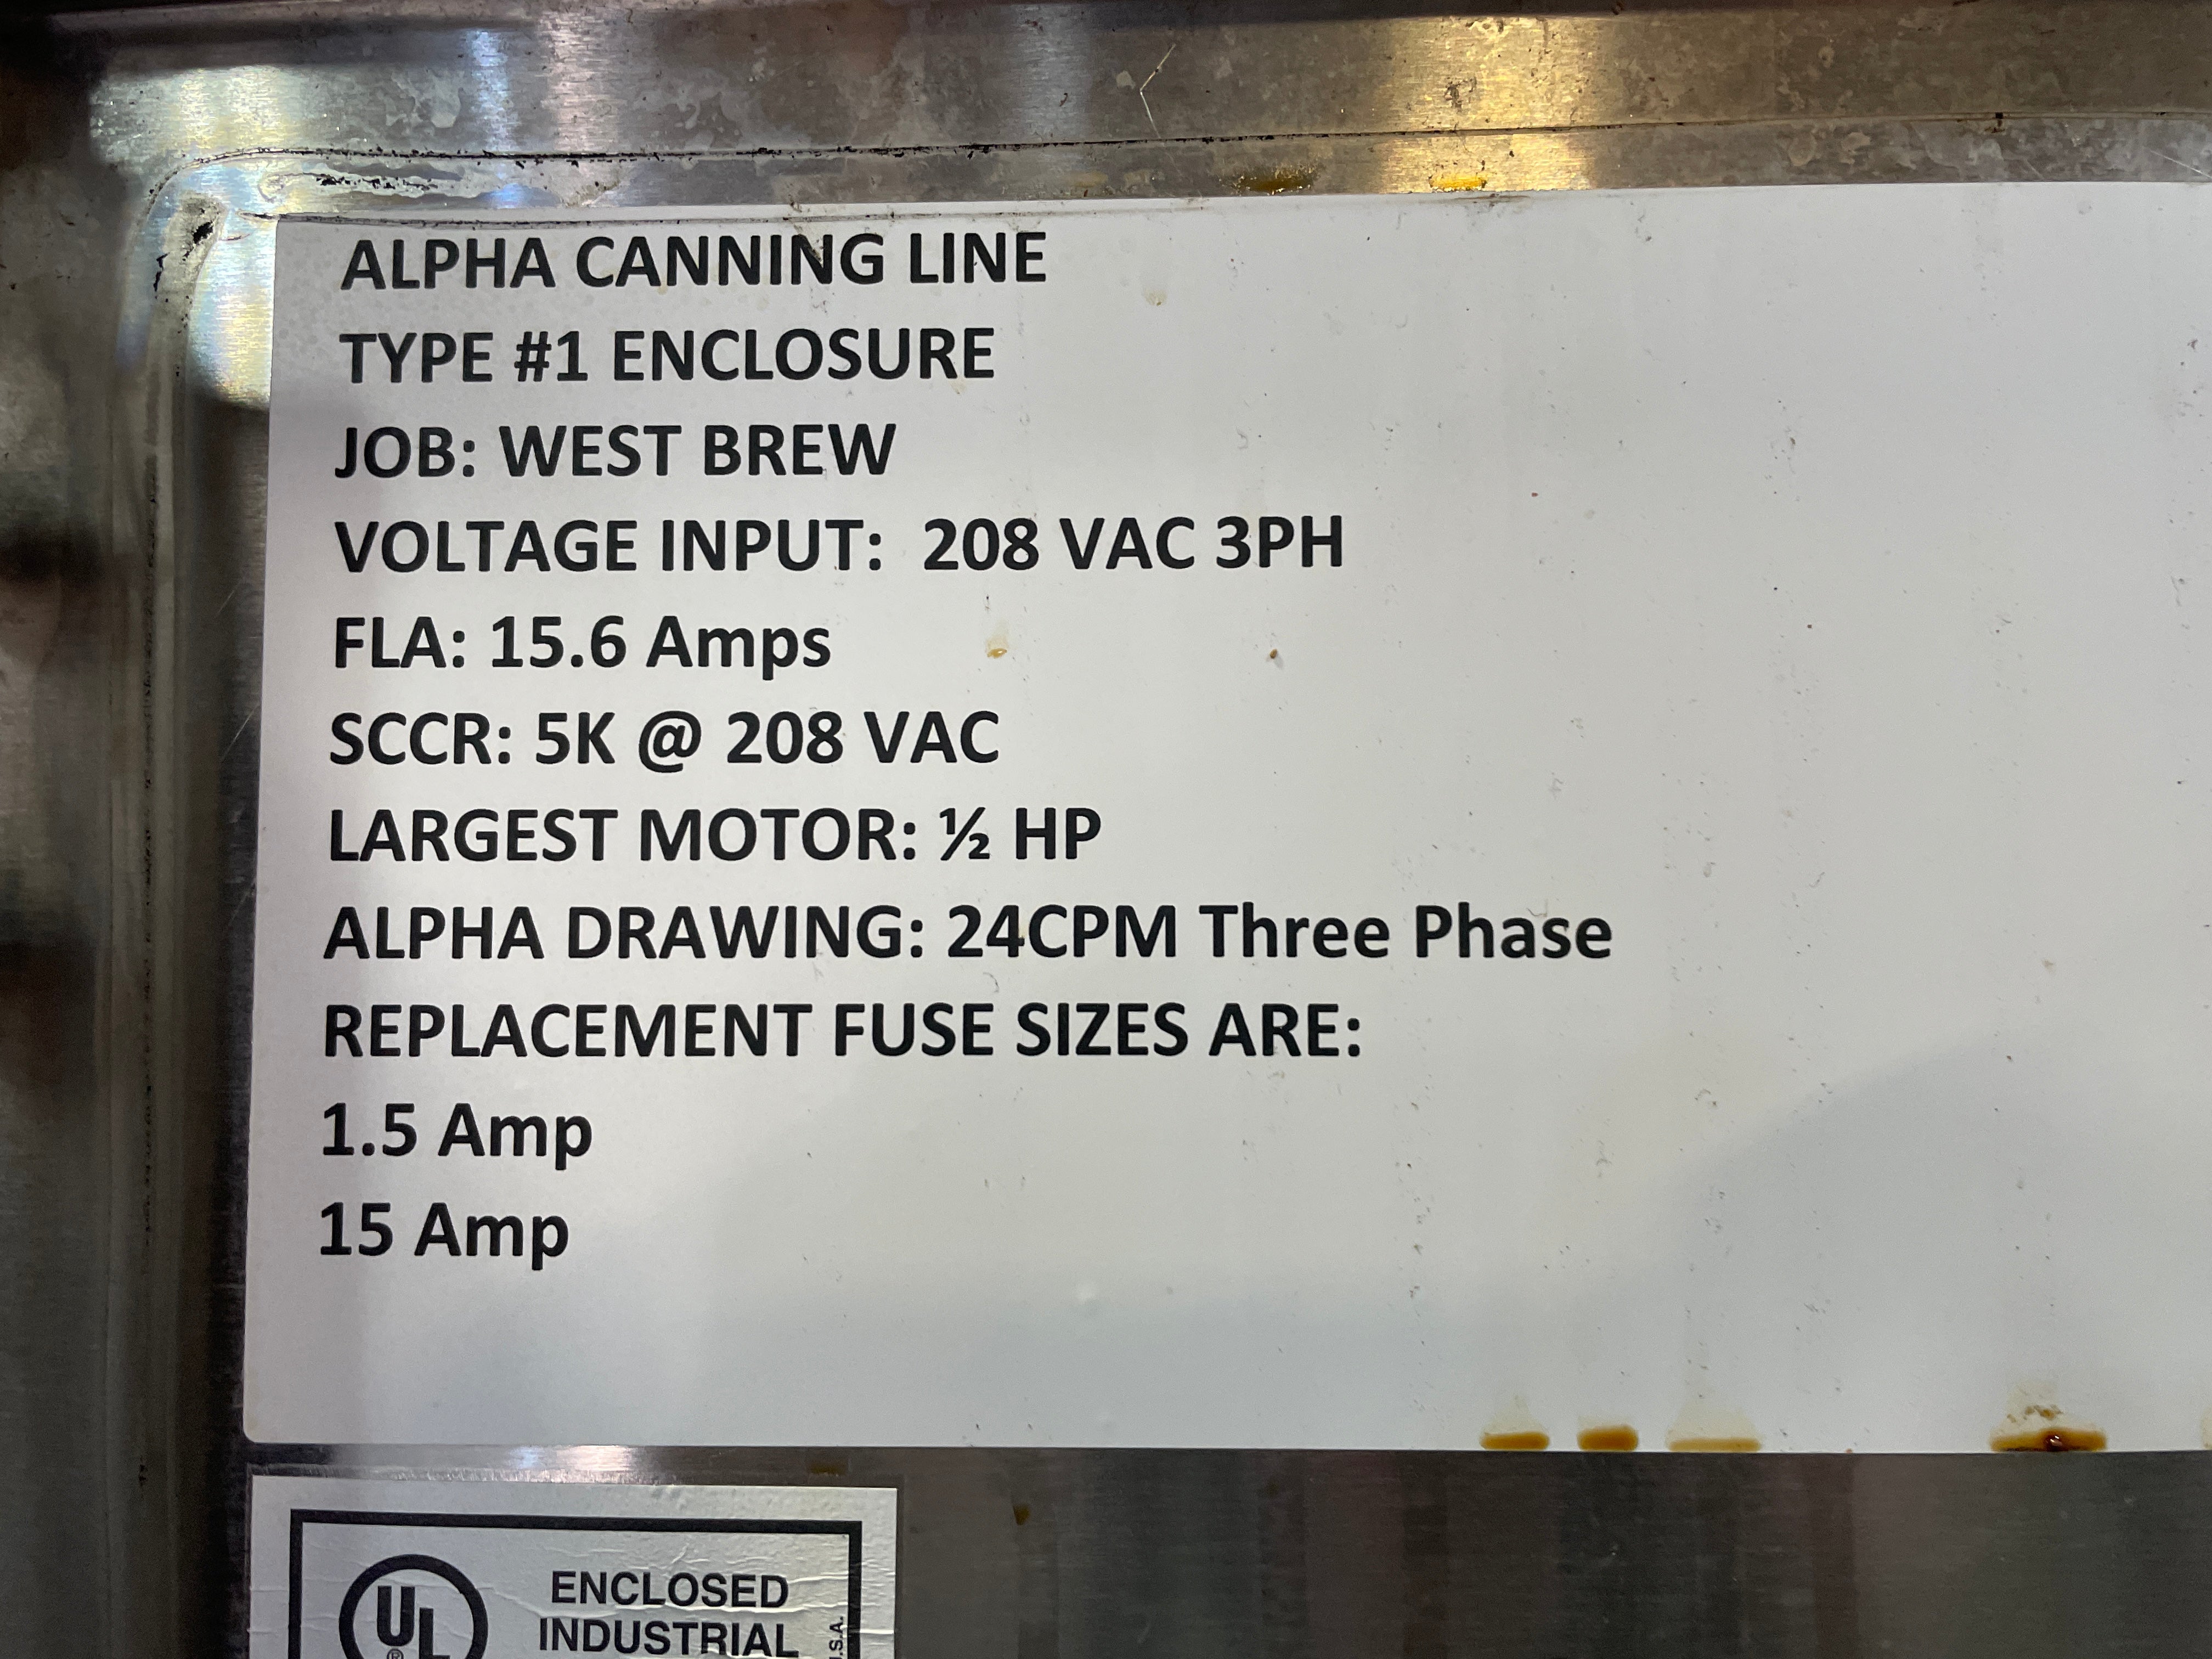 ALPHA CANNING LINE
TYPE #1 ENCLOSURE
JOB: WEST BREW
VOLTAGE INPUT:  208 VAC 3PH
FLA: 15.6 Amps
SCCR: 5K @ 208 VAC
LARGEST MOTOR: ½ HP
ALPHA DRAWING: 24CPM Three Phase
REPLACEMENT FUSE SIZES ARE:
1.5 Amp
15 Amp
UL ®
ENCLOSED
INDUSTRIAL